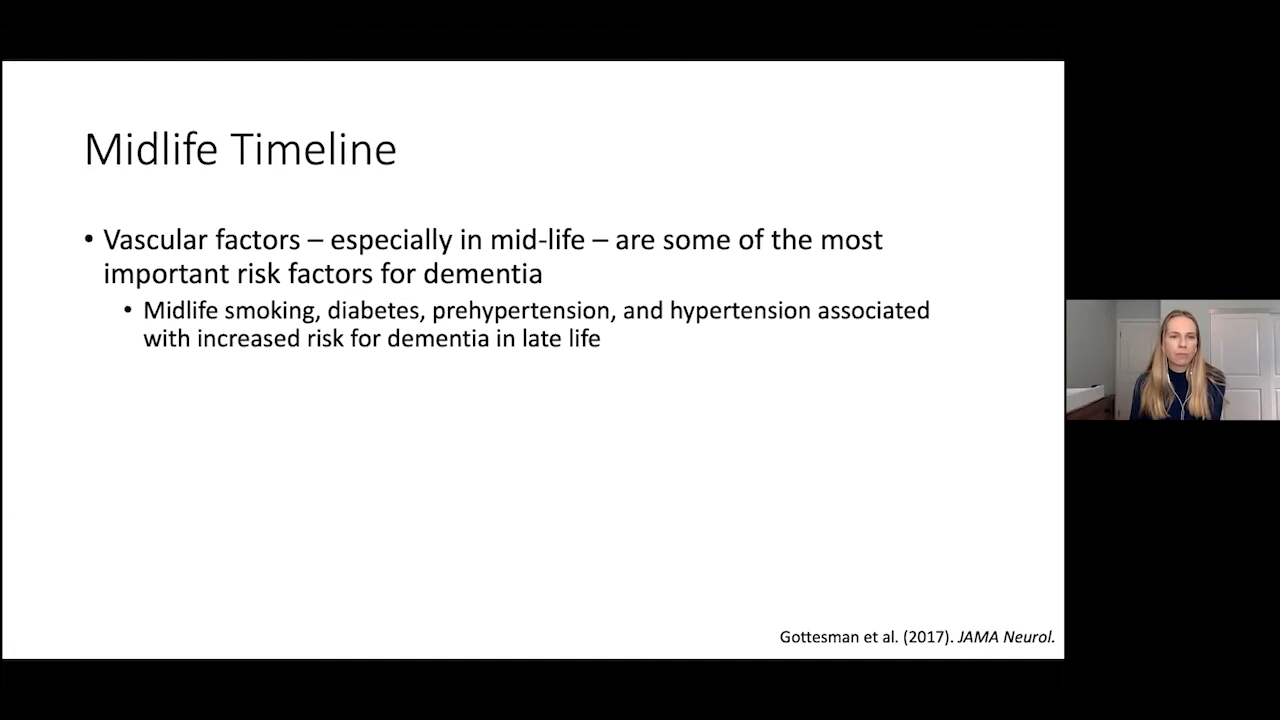 Midlife Timeline
• Vascular factors – especially in mid-life – are some of the most
important risk factors for dementia
• Midlife smoking, diabetes, prehypertension, and hypertension associated
with increased risk for dementia in late life
Gottesman et al. (2017). JAMA Neurol.